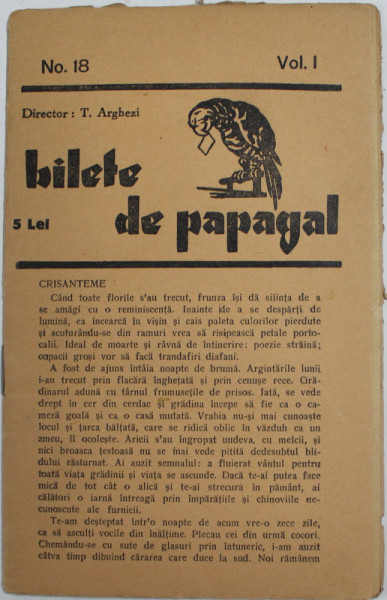 No. 18
Vol. I
Director : T. Arghezi
bilete
de papagal
5 Lei
CRISANTEME
Când toate florile s'au trecut, frunza își dă silința de a
se amăgi cu o reminiscență. Inainte de a se despărți de
lumină, ea încearcă în vișin și cais paleta culorilor pierdute
și scuturându-se din ramuri vrea să risipească petale porto-
calii. Ideal de moarte și râvnă de întinerire: poezie străină;
capacii groși vor să facă trandafiri diafani.
A fost de ajuns întâia noapte de brumă. Argintările lunii
i-au trecut prin flacără înghețată și prin cenușe rece. Gră-
dinarul adună cu târnul frumusețile de prisos. Iată, se vede
drept în cer din cerdac și grădina începe să fie ca o ca-
meră goală și ca o casă mutată. Vrabia nu-și mai cunoaște
locul și țarca bălțată, care se ridică oblic în văzduh ca un
zmeu, îl ocolește. Aricii s'au îngropat undeva, cu melcii, și
nici broasca țestoasă nu se înai vede pitită dedesubtul bli-
dului răsturnat. Ai auzit semnalul: a fluierat vântul pentru
toată viața grădinii și viața se ascunde. Dacă te-ai putea face
mică de tot cât o alică și te-ai strecura în pământ, ai
călători o iarnă întreagă prin împărățiile și chinoviile ne-
cunoscute ale furnicii.
Te-am deșteptat într'o noapte de acum vre-o zece zile,
ca să asculți vocile din înălțime. Plecau cei din urmă cocori.
Chemându-se cu sute de glasuri prin întuneric, i-am auzit
câtva timp dibuind cărarea care duce la sud. Noi rămânem